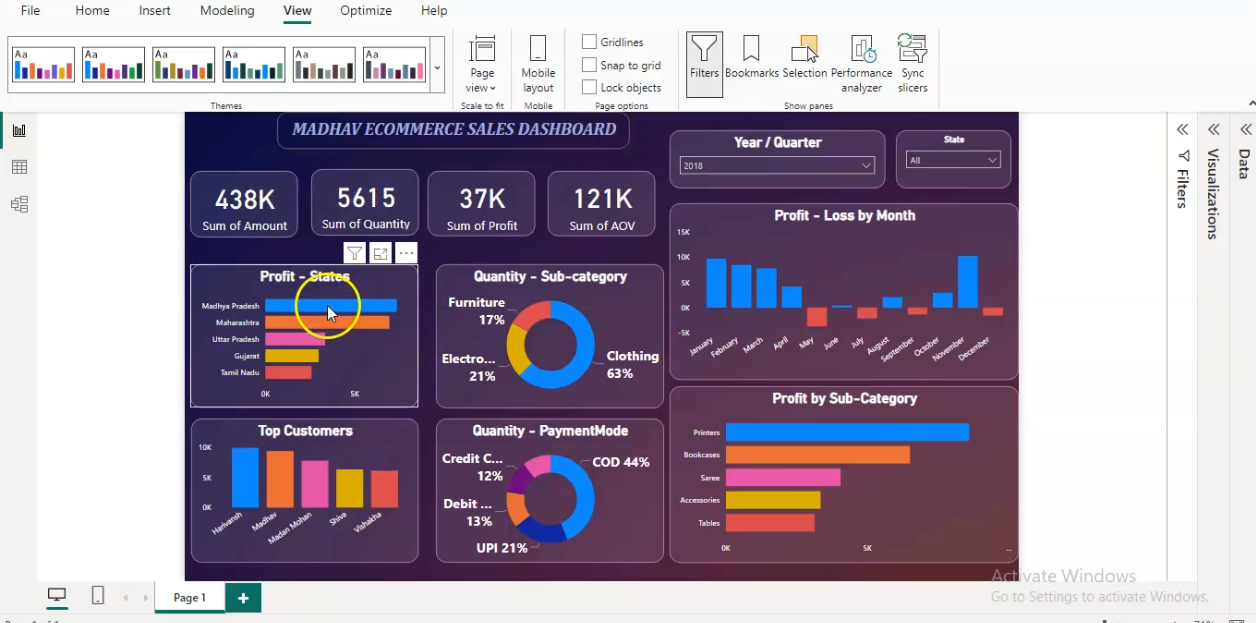 File Home Insert Modeling View Optimize Help
Aa Aa Aa Aa Aa Aa
Themes
Page view
Scale to fit
Mobile layout
Mobile
Gridlines
Snap to grid
Lock objects
Page options
Filters
Bookmarks
Selection
Performance analyzer
Sync slicers
Show panes
MADHAV ECOMMERCE SALES DASHBOARD
Year / Quarter
2018
State
All
438K
Sum of Amount
5615
Sum of Quantity
37K
Sum of Profit
121K
Sum of AOV
Profit - States
Madhya Pradesh
Maharashtra
Uttar Pradesh
Gujarat
Tamil Nadu
0K 5K
Quantity - Sub-category
Furniture
17%
Electro...
21%
Clothing
63%
Profit - Loss by Month
15K
10K
5K
0K
-5K
January February March April May June July August September October November December
Top Customers
10K
5K
0K
Harivansh Madhav Madan Mohan Shiva Vishakha
Quantity - PaymentMode
Credit C...
12%
COD 44%
Debit ...
13%
UPI 21%
Profit by Sub-Category
Printers
Bookcases
Saree
Accessories
Tables
0K 5K
...
Filters
Visualizations
Data
Activate Windows
Go to Settings to activate Windows.
Page 1